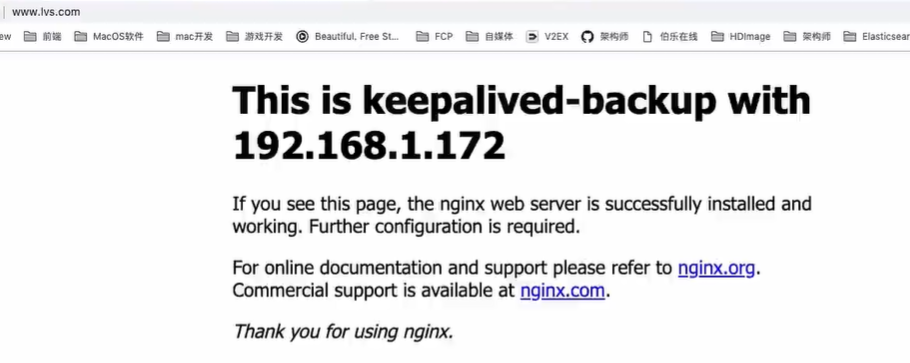 www.lvs.com
ew 前端 MacOS软件 mac开发 游戏开发 Beautiful, Free St... FCP 自媒体 V2EX 架构师 伯乐在线 HDImage 架构师 Elasticsear
This is keepalived-backup with
192.168.1.172
If you see this page, the nginx web server is successfully installed and
working. Further configuration is required.
For online documentation and support please refer to nginx.org.
Commercial support is available at nginx.com.
Thank you for using nginx.